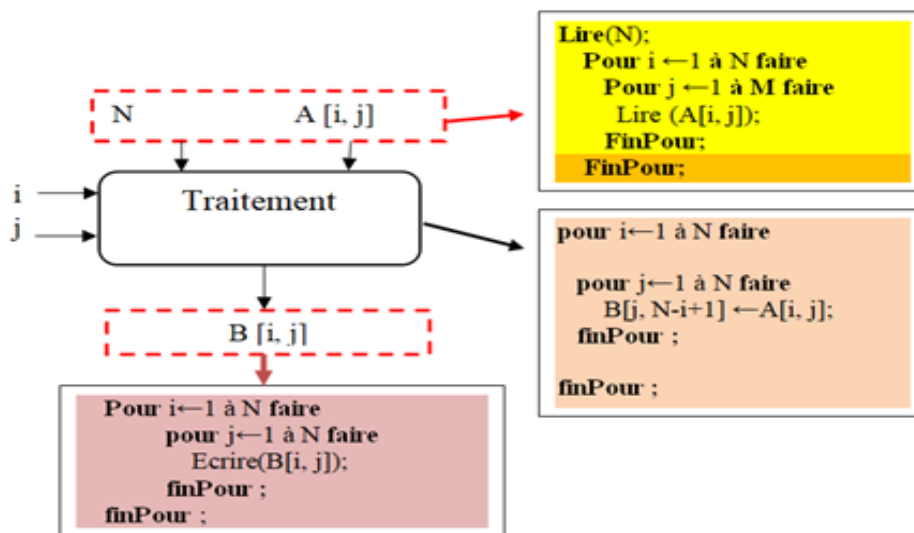 Lire(N);
Pour i ←1 à N faire
Pour j ←1 à M faire
Lire (A[i, j]);
FinPour;
FinPour;
N A [i, j]
i
j
Traitement
pour i←1 à N faire
pour j←1 à N faire
B[j, N-i+1] ←A[i, j];
finPour ;
finPour ;
B [i, j]
Pour i←1 à N faire
pour j←1 à N faire
Ecrire(B[i, j]);
finPour ;
finPour ;